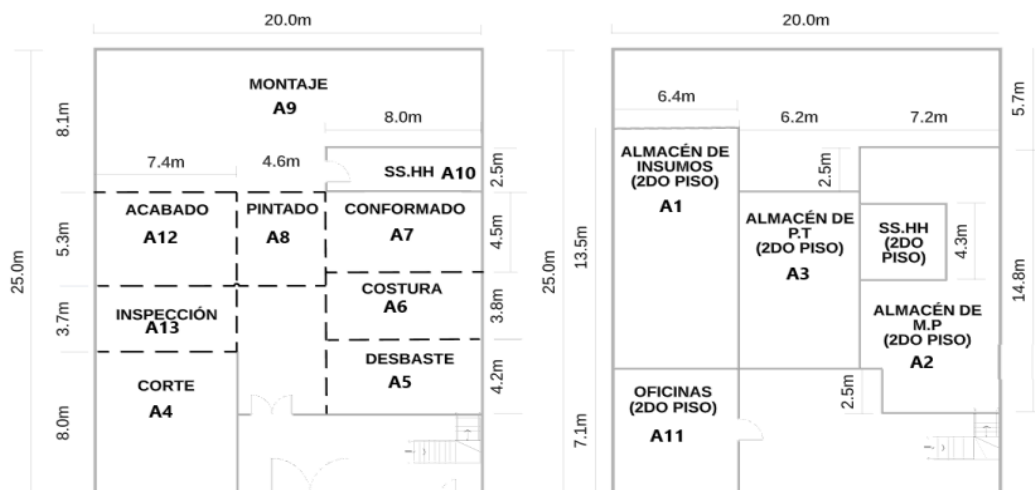 20.0m
MONTAJE
A9
8.0m
8.1m
7.4m
4.6m
SS.HH A10
2.5m
ACABADO
A12
PINTADO
A8
CONFORMADO
A7
5.3m
4.5m
25.0m
COSTURA
A6
INSPECCIÓN
A13
3.7m
3.8m
DESBASTE
A5
CORTE
A4
4.2m
8.0m
20.0m
6.4m
6.2m
7.2m
5.7m
ALMACÉN DE
INSUMOS
(2DO PISO)
A1
2.5m
ALMACÉN DE
P.T
(2DO PISO)
A3
SS.HH
(2DO
PISO)
4.3m
25.0m
13.5m
14.8m
ALMACÉN DE
M.P
(2DO PISO)
A2
OFICINAS
(2DO PISO)
A11
2.5m
7.1m